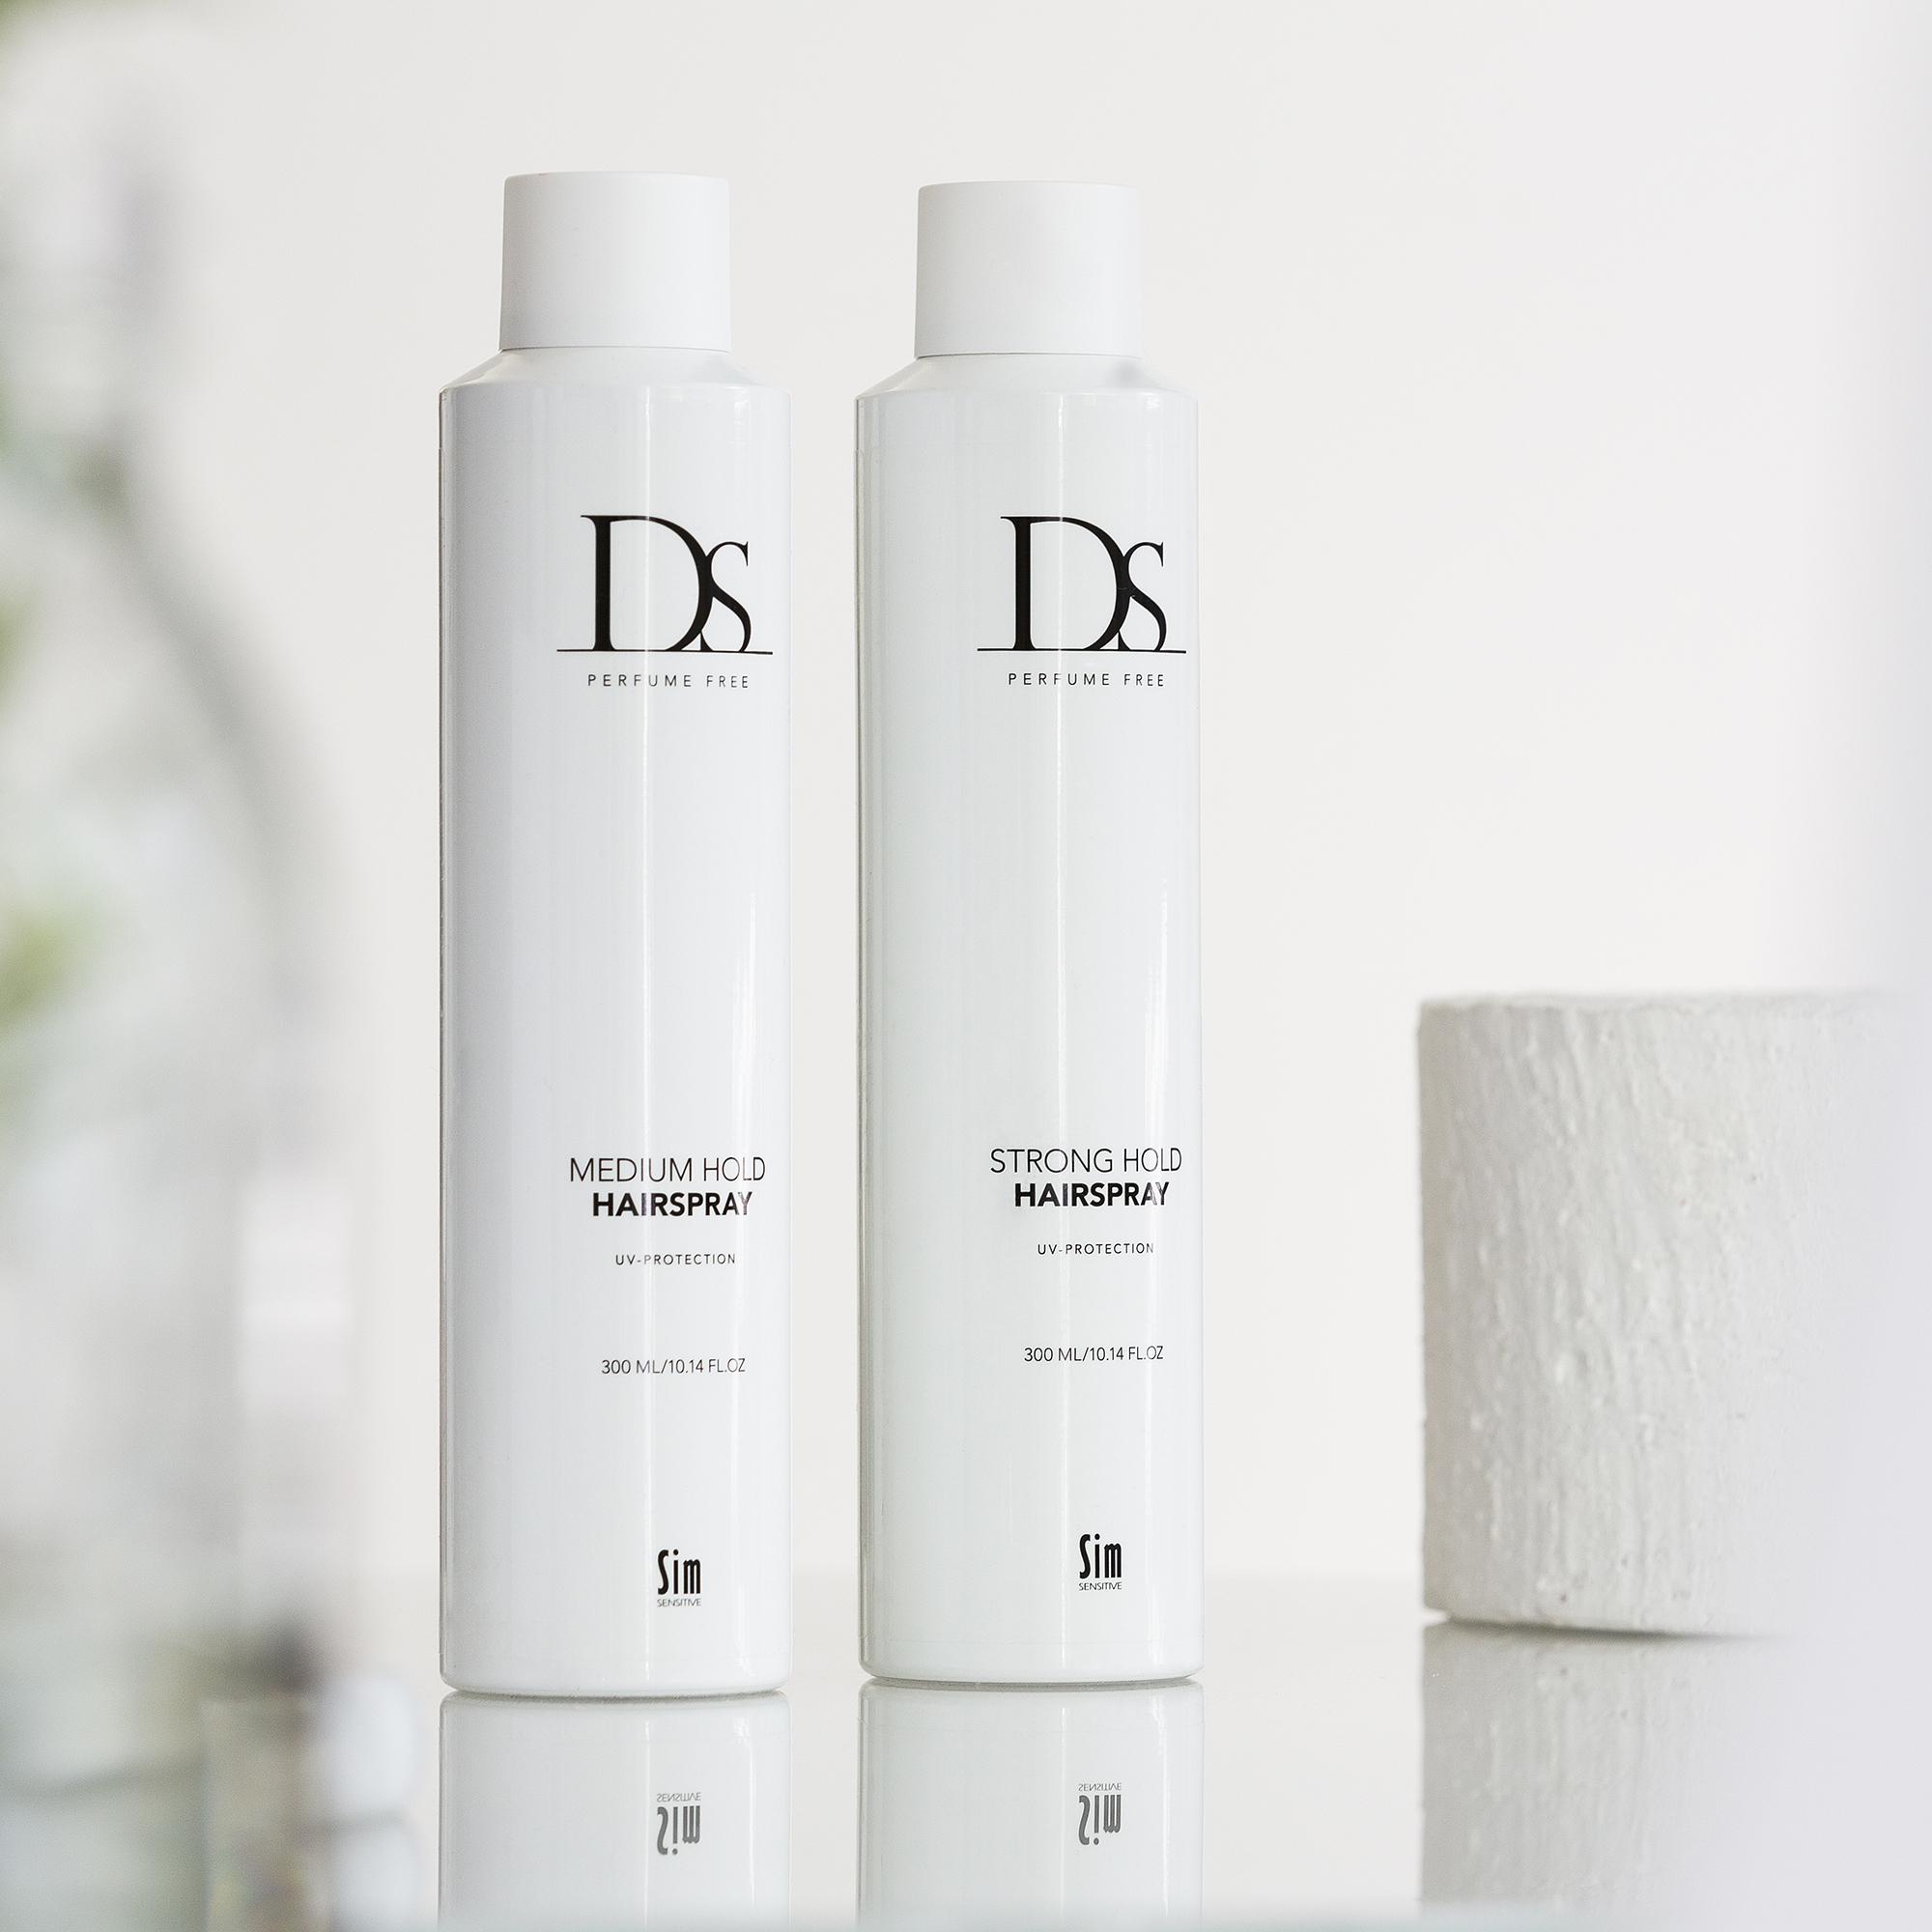 DS
PERFUME FREE
MEDIUM HOLD
HAIRSPRAY
UV-PROTECTION
300 ML/10.14 FL.OZ
Sim
SENSITIVE
DS
PERFUME FREE
STRONG HOLD
HAIRSPRAY
UV-PROTECTION
300 ML/10.14 FL.OZ
Sim
SENSITIVE